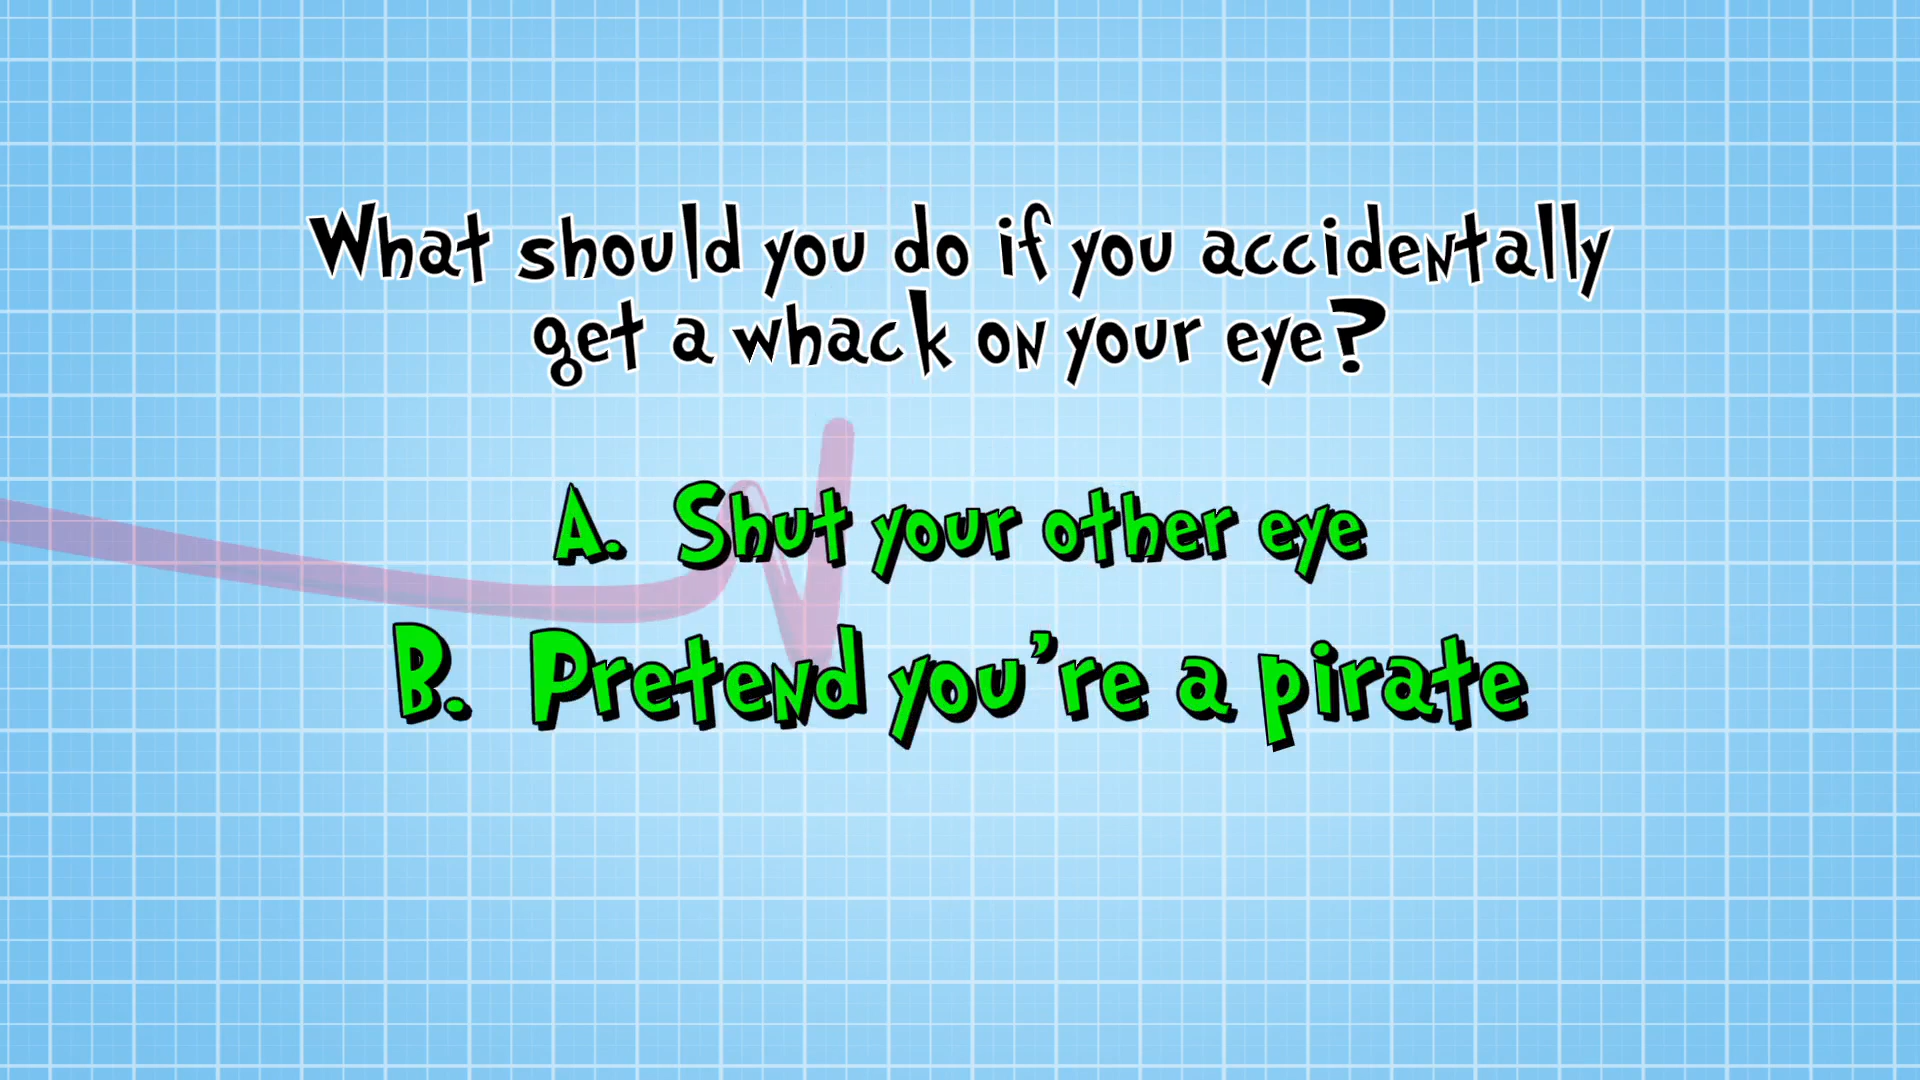 What should you do if you accidentally
get a whack on your eye?
A. Shut your other eye
B. Pretend you're a pirate